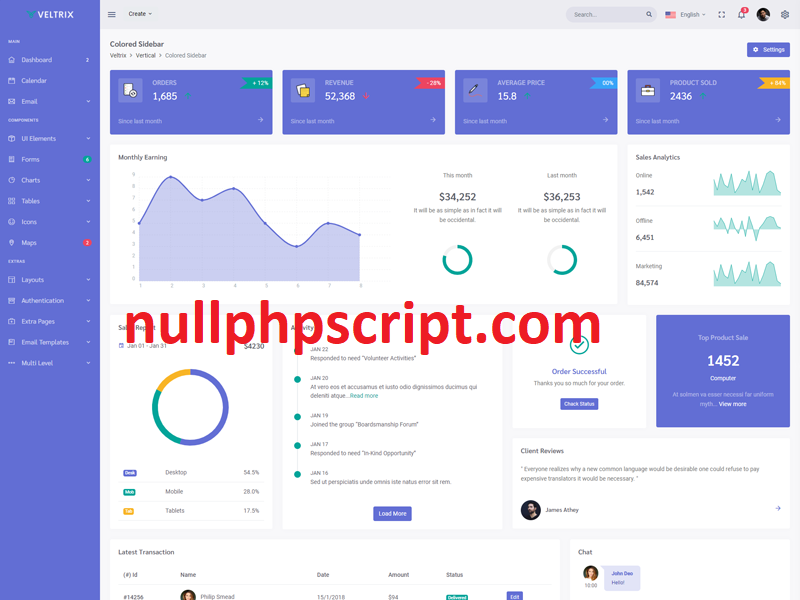 VELTRIX
Create
Search...
English
3
MAIN
Dashboard 2
Calendar
Email
COMPONENTS
UI Elements
Forms 6
Charts
Tables
Icons
Maps 2
EXTRAS
Layouts
Authentication
Extra Pages
Email Templates
Multi Level
Colored Sidebar
Veltrix > Vertical > Colored Sidebar
Settings
ORDERS
+ 12%
1,685
Since last month
REVENUE
- 28%
52,368
Since last month
AVERAGE PRICE
00%
15.8
Since last month
PRODUCT SOLD
+ 84%
2436
Since last month
Monthly Earning
9
8
7
6
5
4
3
2
1
0
1 2 3 4 5 6 7 8
This month
$34,252
It will be as simple as in fact it will
be occidental.
Last month
$36,253
It will be as simple as in fact it will
be occidental.
Sales Analytics
Online
1,542
Offline
6,451
Marketing
84,574
nullphpscript.com
Sales Report
Jan 01 - Jan 31 $4230
Desk Desktop 54.5%
Mob Mobile 28.0%
Tab Tablets 17.5%
Activity
JAN 22
Responded to need "Volunteer Activities"
JAN 20
At vero eos et accusamus et iusto odio dignissimos ducimus qui
deleniti atque...Read more
JAN 19
Joined the group "Boardsmanship Forum"
JAN 17
Responded to need "In-Kind Opportunity"
JAN 16
Sed ut perspiciatis unde omnis iste natus error sit rem.
Load More
Order Successful
Thanks you so much for your order.
Check Status
Top Product Sale
1452
Computer
At solmen va esser necessi far uniform
myth... View more
Client Reviews
" Everyone realizes why a new common language would be desirable one could refuse to pay
expensive translators it would be necessary. "
James Athey
Latest Transaction
(#) Id Name Date Amount Status
#14256 Philip Smead 15/1/2018 $94 Delivered Edit
Chat
10:00
John Deo
Hello!